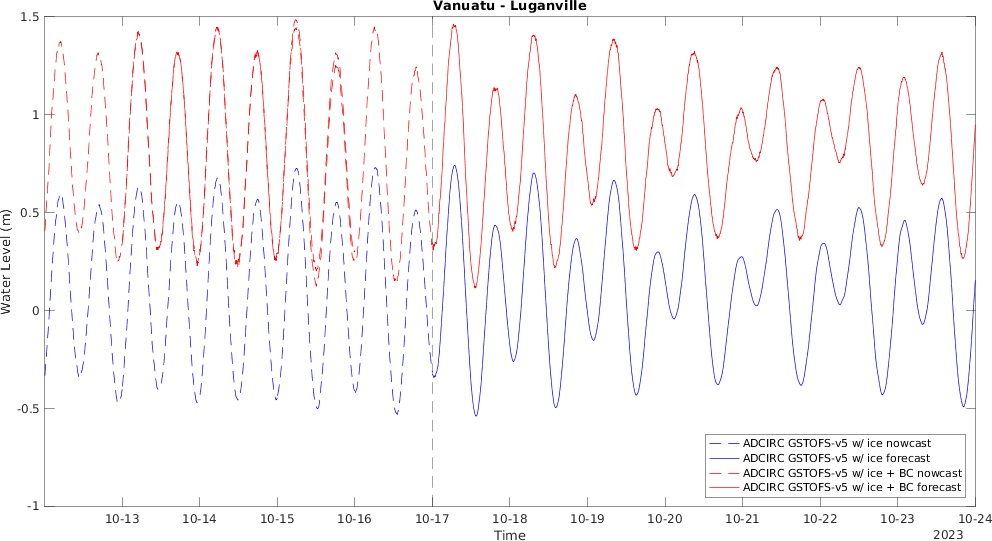 Vanuatu - Luganville
1.5
1
0.5
0
-0.5
-1
Water Level (m)
ADCIRC GSTOFS-v5 w/ ice nowcast
ADCIRC GSTOFS-v5 w/ ice forecast
ADCIRC GSTOFS-v5 w/ ice + BC nowcast
ADCIRC GSTOFS-v5 w/ ice + BC forecast
10-13 10-14 10-15 10-16 10-17 10-18 10-19 10-20 10-21 10-22 10-23 10-24
Time
2023